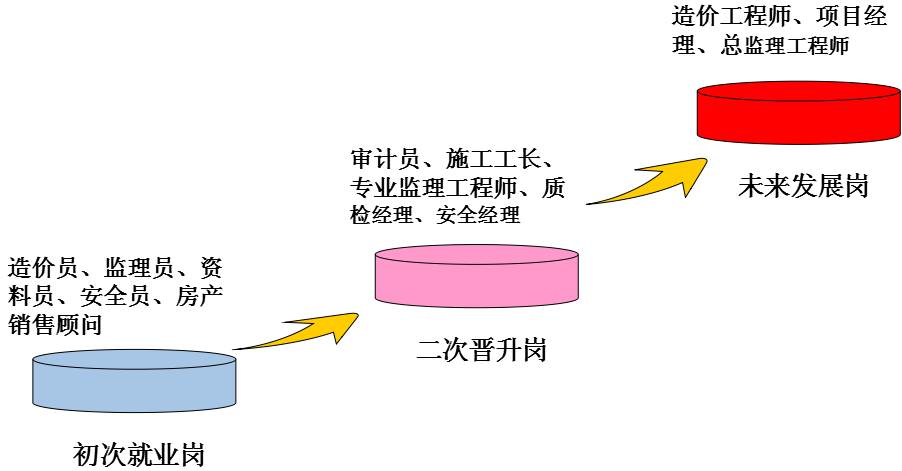 造价工程师、项目经
理、总监理工程师
未来发展岗
审计员、施工工长、
专业监理工程师、质
检经理、安全经理
二次晋升岗
造价员、监理员、资
料员、安全员、房产
销售顾问
初次就业岗